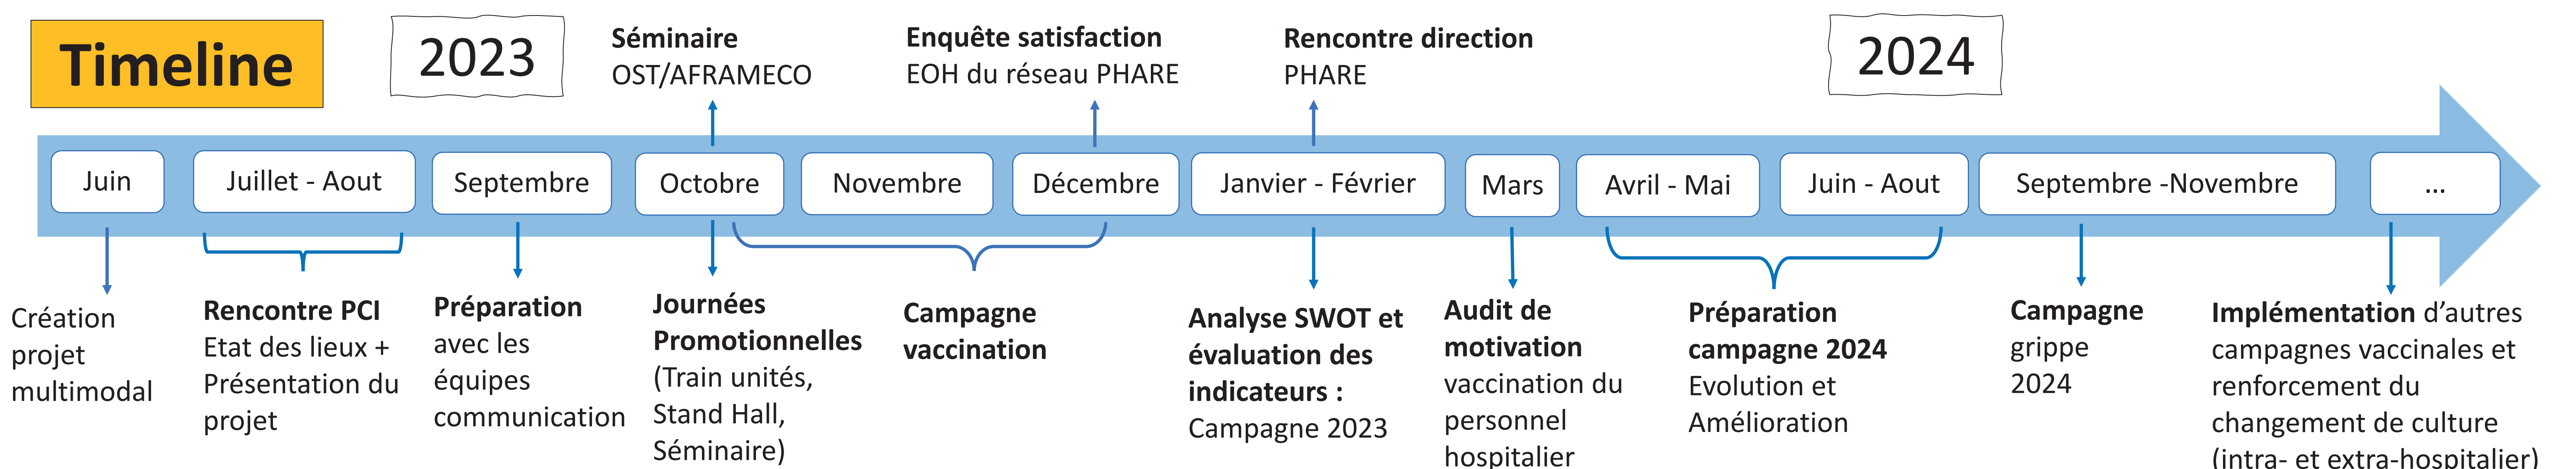 Timeline
2023
Séminaire
OST/AFRAMECO
Enquête satisfaction
EOH du réseau PHARE
Rencontre direction
PHARE
2024
Juin
Juillet - Aout
Septembre
Octobre
Novembre
Décembre
Janvier - Février
Mars
Avril - Mai
Juin - Aout
Septembre -Novembre
...
Création
projet
multimodal
Rencontre PCI
Etat des lieux +
Présentation du
projet
Préparation
avec les
équipes
communication
Journées
Promotionnelles
(Train unités,
Stand Hall,
Séminaire)
Campagne
vaccination
Analyse SWOT et
évaluation des
indicateurs :
Campagne 2023
Audit de
motivation
vaccination du
personnel
hospitalier
Préparation
campagne 2024
Evolution et
Amélioration
Campagne
grippe
2024
Implémentation d’autres
campagnes vaccinales et
renforcement du
changement de culture
(intra- et extra-hospitalier)